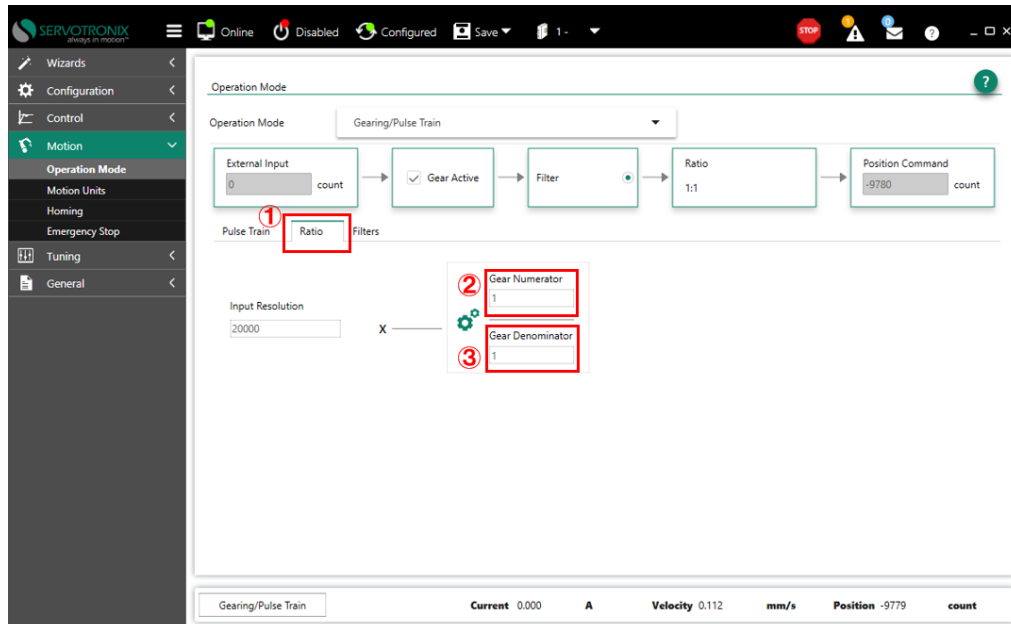 SERVOTRONIX
always in motion™
Online Disabled Configured Save 1 -
STOP 1 0 ?
Wizards
Configuration
Control
Motion
Operation Mode
Motion Units
Homing
Emergency Stop
Tuning
General
Operation Mode
?
Operation Mode Gearing/Pulse Train
External Input
0 count
Gear Active
Filter
Ratio
1:1
Position Command
-9780 count
①
Pulse Train Ratio Filters
②
Gear Numerator
1
Input Resolution
20000
X
③
Gear Denominator
1
Gearing/Pulse Train Current 0.000 A Velocity 0.112 mm/s Position -9779 count